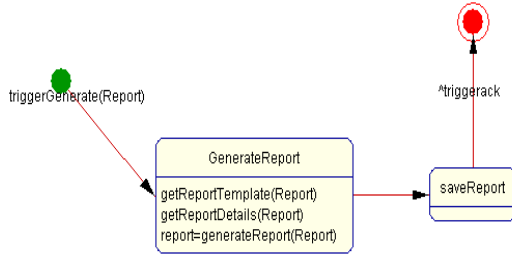 triggerGenerate(Report)
^triggerack
GenerateReport
getReportTemplate(Report)
getReportDetails(Report)
report=generateReport(Report)
saveReport